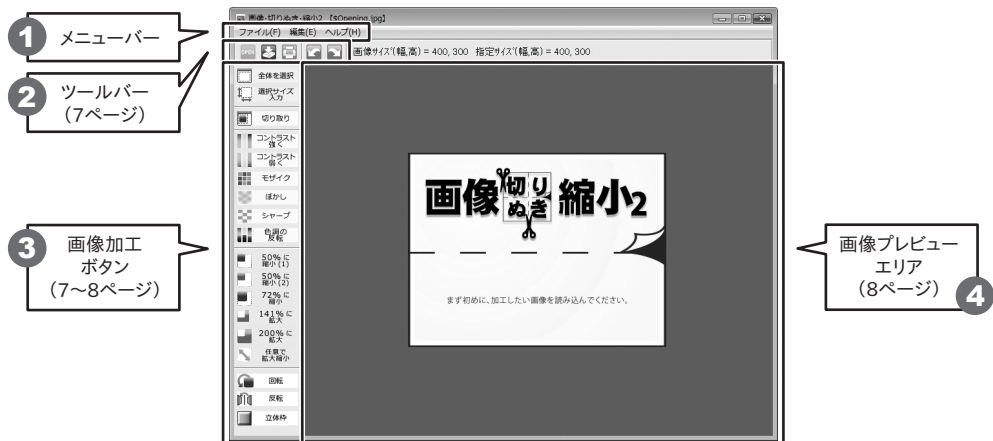 画像・切りぬき・縮小2 【$Opening.jpg】
ファイル(F) 編集(E) ヘルプ(H)
OPEN
画像サイズ(幅,高) = 400, 300 指定サイズ(幅,高) = 400, 300
1
メニューバー
2
ツールバー
(7ページ)
3
画像加工
ボタン
(7〜8ページ)
全体を選択
選択サイズ
入力
切り取り
コントラスト
強く
コントラスト
弱く
モザイク
ぼかし
シャープ
色調の
反転
50%に
縮小(1)
50%に
縮小(2)
72%に
縮小
141%に
拡大
200%に
拡大
任意で
拡大縮小
回転
反転
立体枠
画像切りぬき縮小2
まず初めに、加工したい画像を読み込んでください。
画像プレビュー
エリア
(8ページ)
4